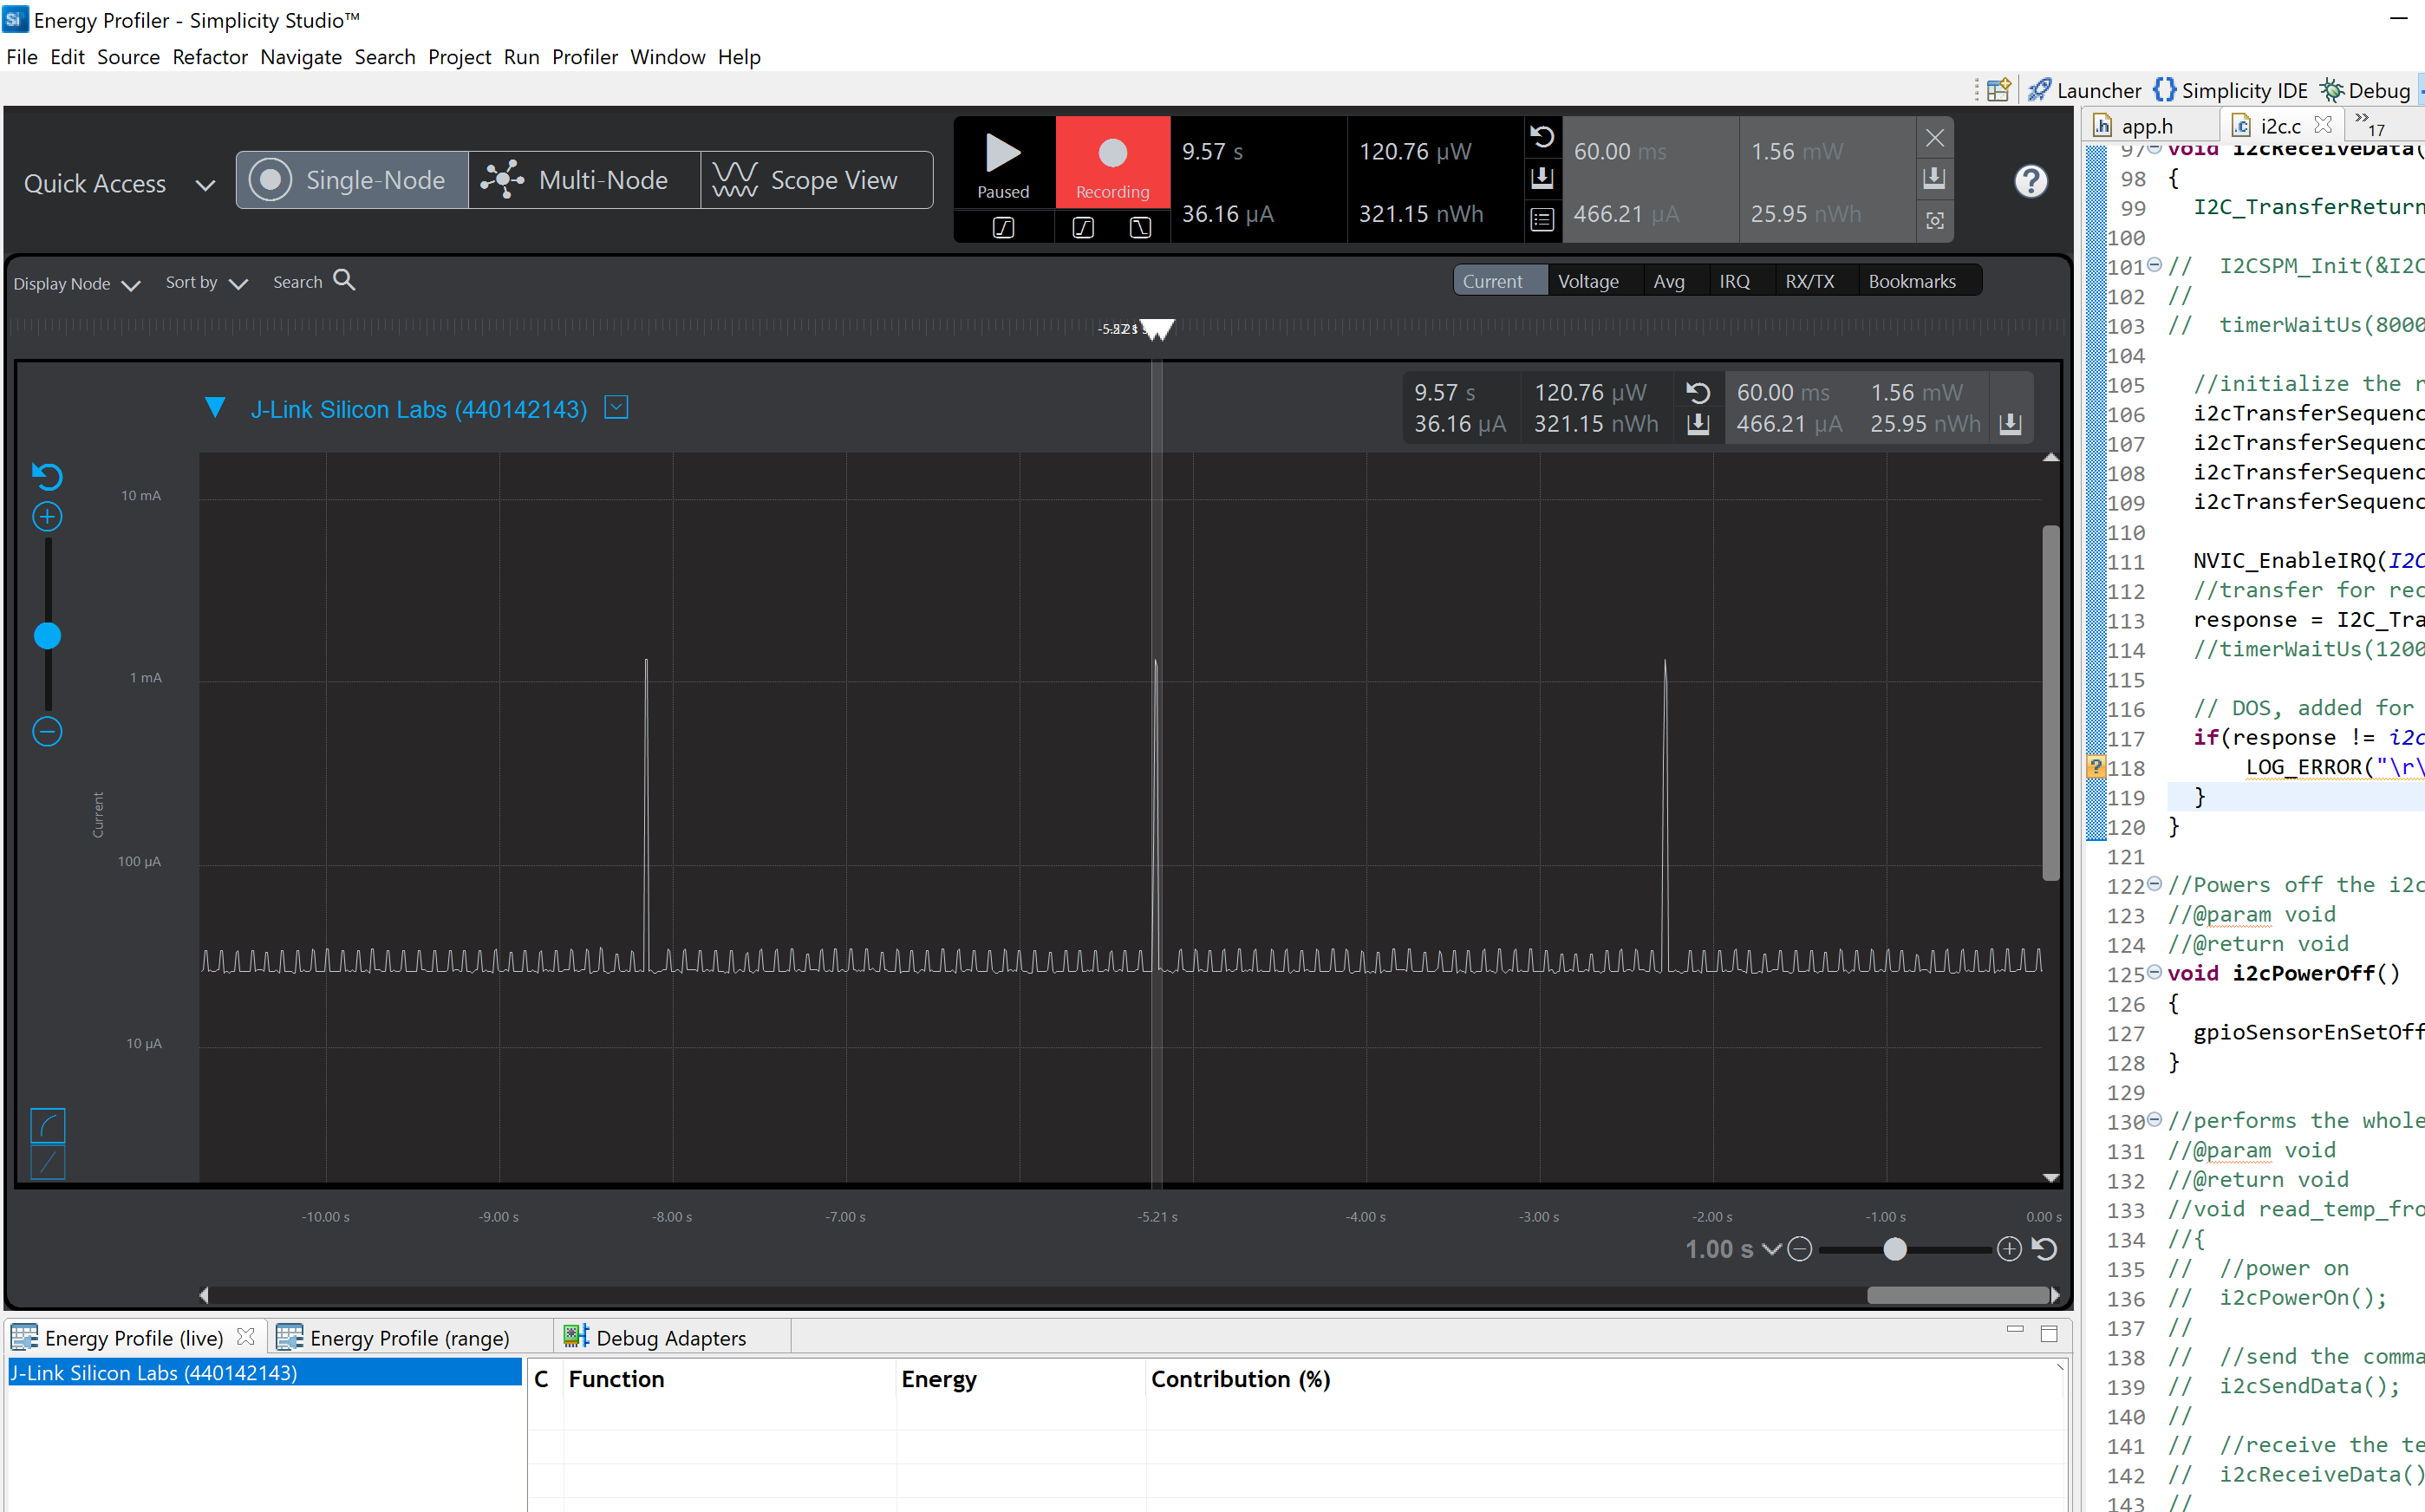 Energy Profiler - Simplicity Studio™
File Edit Source Refactor Navigate Search Project Run Profiler Window Help
Launcher Simplicity IDE Debug
Quick Access
Single-Node Multi-Node Scope View
Paused Recording
9.57 s 120.76 µW
36.16 µA 321.15 nWh
60.00 ms 1.56 mW
466.21 µA 25.95 nWh
Display Node Sort by Search
Current Voltage Avg IRQ RX/TX Bookmarks
J-Link Silicon Labs (440142143)
9.57 s 120.76 µW 60.00 ms 1.56 mW
36.16 µA 321.15 nWh 466.21 µA 25.95 nWh
10 mA
1 mA
100 µA
10 µA
Current
-10.00 s -9.00 s -8.00 s -7.00 s -5.21 s -4.00 s -3.00 s -2.00 s -1.00 s 0.00 s
1.00 s
Energy Profile (live) Energy Profile (range) Debug Adapters
J-Link Silicon Labs (440142143)
C Function Energy Contribution (%)
app.h i2c.c 17
97 void i2cReceiveData(
98 {
99 I2C_TransferReturn
100
101 // I2CSPM_Init(&I2C
102 //
103 // timerWaitUs(8000
104
105 //initialize the r
106 i2cTransferSequenc
107 i2cTransferSequenc
108 i2cTransferSequenc
109 i2cTransferSequenc
110
111 NVIC_EnableIRQ(I2C
112 //transfer for rec
113 response = I2C_Tra
114 //timerWaitUs(1200
115
116 // DOS, added for
117 if(response != i2c
118 LOG_ERROR("\r\
119 }
120 }
121
122 //Powers off the i2c
123 //@param void
124 //@return void
125 void i2cPowerOff()
126 {
127 gpioSensorEnSetOff
128 }
129
130 //performs the whole
131 //@param void
132 //@return void
133 //void read_temp_fro
134 //{
135 // //power on
136 // i2cPowerOn();
137 //
138 // //send the comma
139 // i2cSendData();
140 //
141 // //receive the te
142 // i2cReceiveData()
143 //